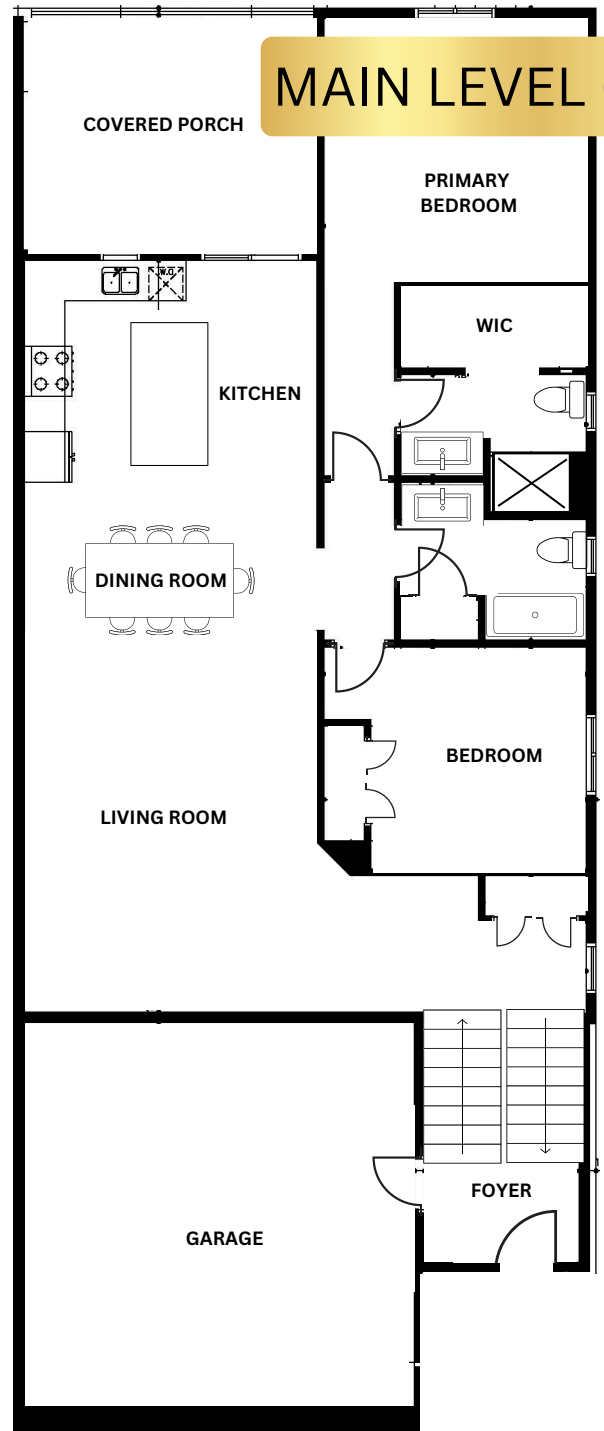 MAIN LEVEL
COVERED PORCH
PRIMARY
BEDROOM
WIC
KITCHEN
DINING ROOM
BEDROOM
LIVING ROOM
FOYER
GARAGE